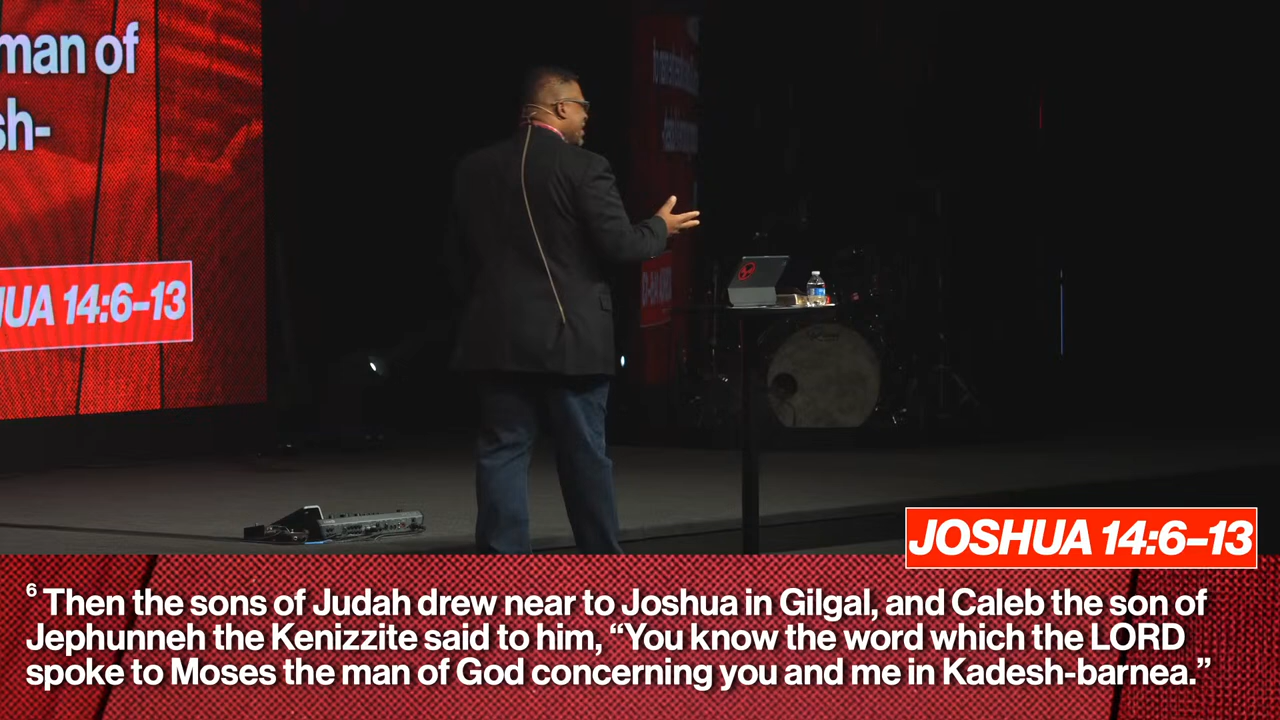 man of
sh-
JUA 14:6–13
JOSHUA 14:6–13
6 Then the sons of Judah drew near to Joshua in Gilgal, and Caleb the son of
Jephunneh the Kenizzite said to him, “You know the word which the LORD
spoke to Moses the man of God concerning you and me in Kadesh-barnea.”